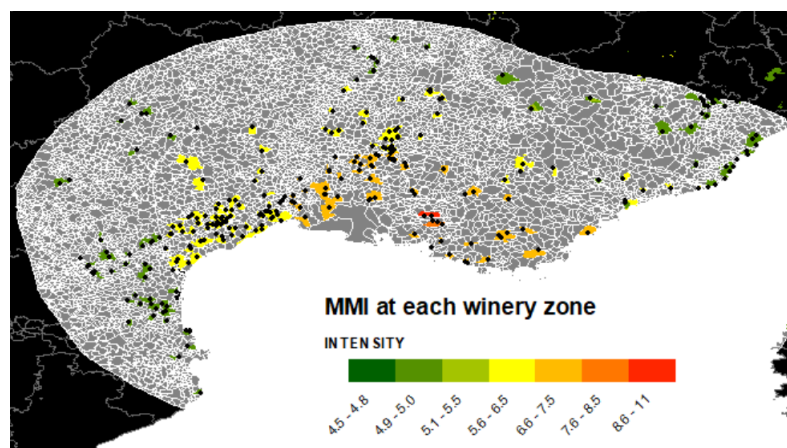 MMI at each winery zone
INTENSITY
4.5 - 4.8
4.9 - 5.0
5.1 - 5.5
5.6 - 6.5
6.6 - 7.5
7.6 - 8.5
8.6 - 11